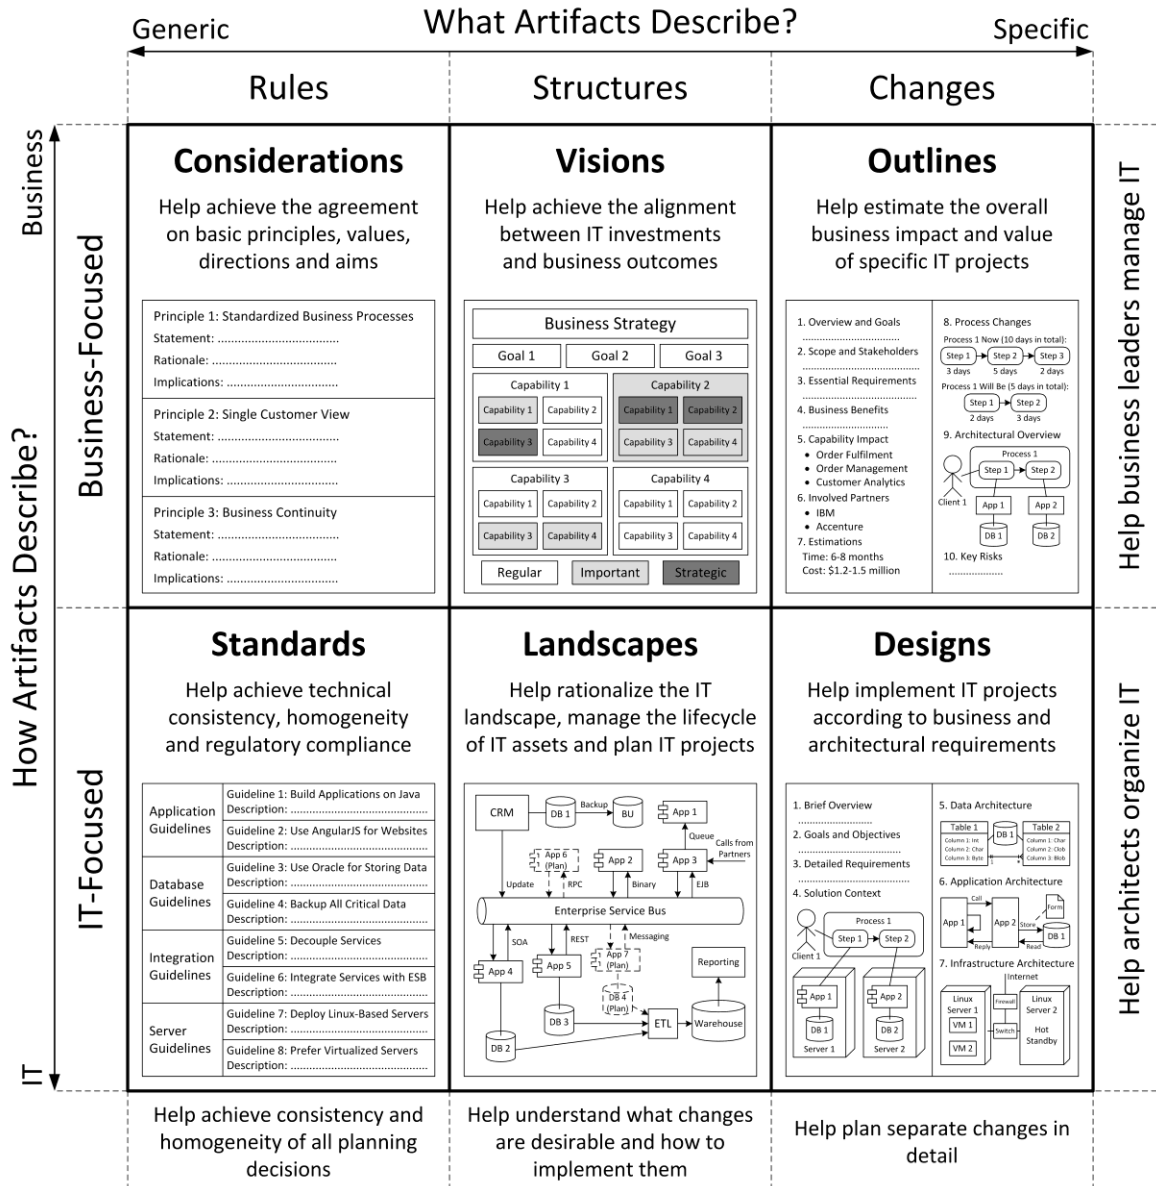 What Artifacts Describe?
Generic
Specific
Rules
Structures
Changes
How Artifacts Describe?
Business
IT
Business-Focused
IT-Focused
Help business leaders manage IT
Help architects organize IT
Considerations
Help achieve the agreement
on basic principles, values,
directions and aims
Principle 1: Standardized Business Processes
Statement: ........................................
Rationale: ........................................
Implications: ....................................
Principle 2: Single Customer View
Statement: ........................................
Rationale: ........................................
Implications: ....................................
Principle 3: Business Continuity
Statement: ........................................
Rationale: ........................................
Implications: ....................................
Visions
Help achieve the alignment
between IT investments
and business outcomes
Business Strategy
Goal 1
Goal 2
Goal 3
Capability 1
Capability 1
Capability 2
Capability 3
Capability 4
Capability 2
Capability 1
Capability 2
Capability 3
Capability 4
Capability 3
Capability 1
Capability 2
Capability 3
Capability 4
Capability 4
Capability 1
Capability 2
Capability 3
Capability 4
Regular
Important
Strategic
Outlines
Help estimate the overall
business impact and value
of specific IT projects
1. Overview and Goals
................................
2. Scope and Stakeholders
................................
3. Essential Requirements
................................
4. Business Benefits
............................
5. Capability Impact
• Order Fulfilment
• Order Management
• Customer Analytics
6. Involved Partners
• IBM
• Accenture
7. Estimations
Time: 6-8 months
Cost: $1.2-1.5 million
8. Process Changes
Process 1 Now (10 days in total):
Step 1
Step 2
Step 3
3 days
5 days
2 days
Process 1 Will Be (5 days in total):
Step 1
Step 2
2 days
3 days
9. Architectural Overview
Process 1
Step 1
Step 2
Client 1
App 1
App 2
DB 1
DB 2
10. Key Risks
..................
Standards
Help achieve technical
consistency, homogeneity
and regulatory compliance
Application
Guidelines
Guideline 1: Build Applications on Java
Description: ........................................
Guideline 2: Use AngularJS for Websites
Description: ........................................
Database
Guidelines
Guideline 3: Use Oracle for Storing Data
Description: ........................................
Guideline 4: Backup All Critical Data
Description: ........................................
Integration
Guidelines
Guideline 5: Decouple Services
Description: ........................................
Guideline 6: Integrate Services with ESB
Description: ........................................
Server
Guidelines
Guideline 7: Deploy Linux-Based Servers
Description: ........................................
Guideline 8: Prefer Virtualized Servers
Description: ........................................
Landscapes
Help rationalize the IT
landscape, manage the lifecycle
of IT assets and plan IT projects
CRM
DB 1
Backup
BU
App 1
Queue
Calls from
Partners
App 6
(Plan)
App 2
App 3
Update
RPC
Binary
EJB
Enterprise Service Bus
SOA
REST
Messaging
App 4
App 5
App 7
(Plan)
Reporting
DB 4
(Plan)
DB 3
DB 2
ETL
Warehouse
Designs
Help implement IT projects
according to business and
architectural requirements
1. Brief Overview
.........................
2. Goals and Objectives
................................
3. Detailed Requirements
............................
4. Solution Context
Process 1
Step 1
Step 2
Client 1
App 1
App 2
DB 1
DB 2
Server 1
Server 2
5. Data Architecture
Table 1
DB 1
Table 2
Column 1: Int
Column 2: Char
Column 3: Byte
1
*
Column 1: Char
Column 2: Clob
Column 3: Blob
6. Application Architecture
Call
Form
App 1
App 2
Store
DB 1
Reply
Read
7. Infrastructure Architecture
Internet
Linux
Server 1
VM 1
VM 2
Firewall
Switch
Linux
Server 2
Hot
Standby
Help achieve consistency and
homogeneity of all planning
decisions
Help understand what changes
are desirable and how to
implement them
Help plan separate changes in
detail